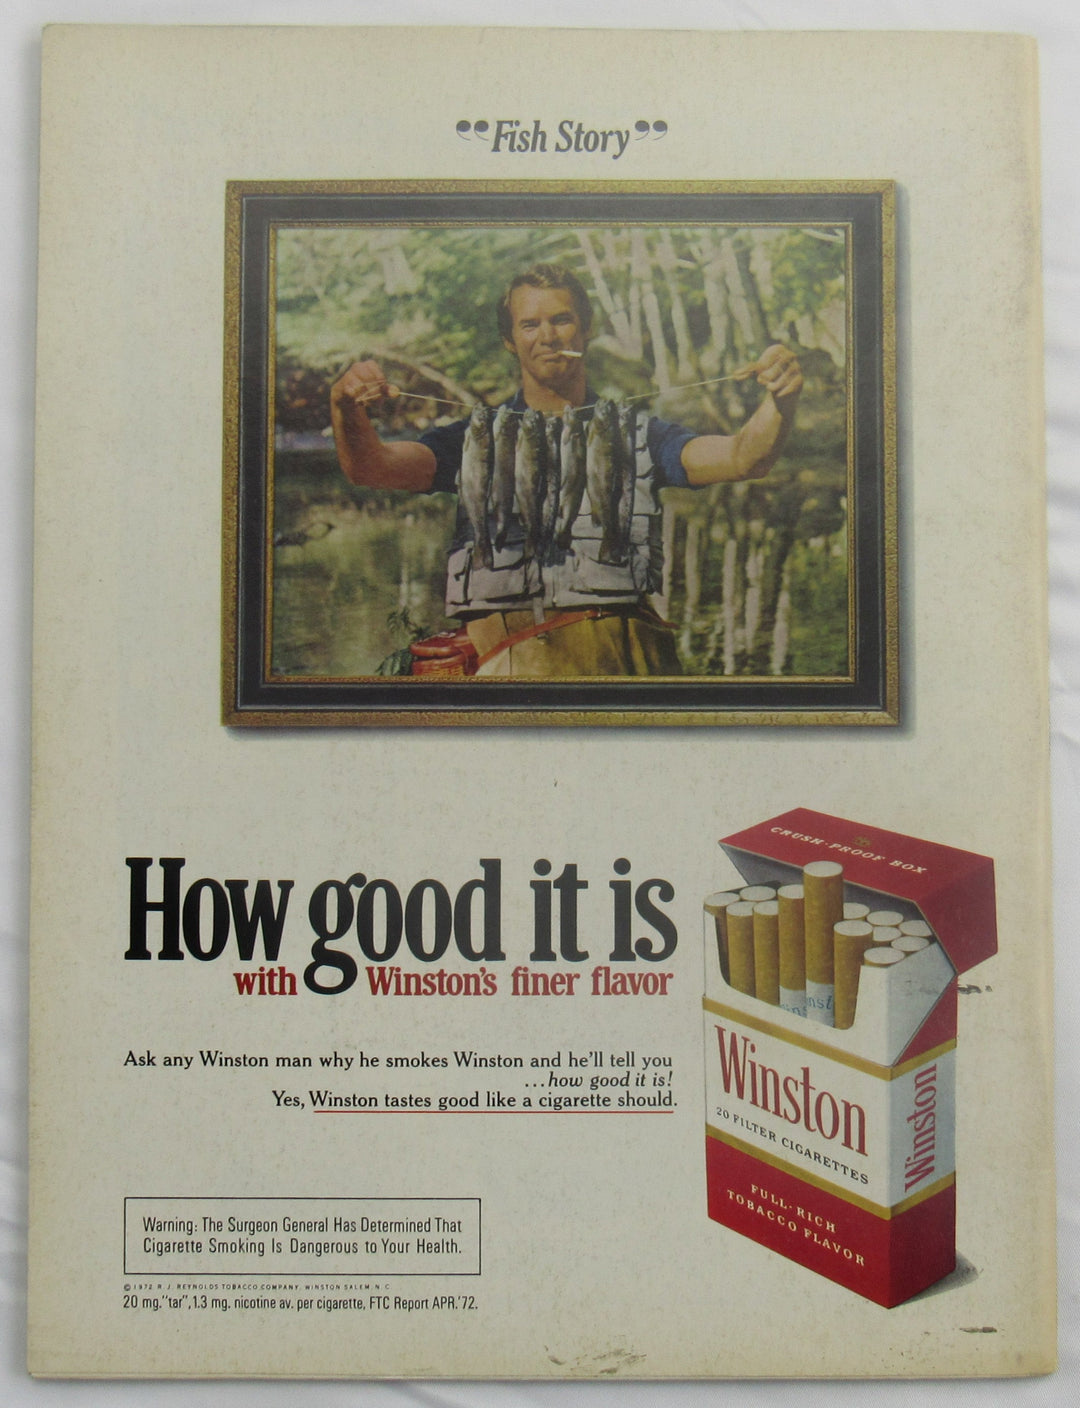 "Fish Story"
How good it is
with Winston's finer flavor
Ask any Winston man why he smokes Winston and he'll tell you
...how good it is!
Yes, Winston tastes good like a cigarette should.
CRUSH-PROOF BOX
Winston
20 FILTER CIGARETTES
FULL-RICH
TOBACCO FLAVOR
Winston
Warning: The Surgeon General Has Determined That
Cigarette Smoking Is Dangerous to Your Health.
© 1972 R. J. REYNOLDS TOBACCO COMPANY, WINSTON SALEM, N. C.
20 mg. "tar", 1.3 mg. nicotine av. per cigarette, FTC Report APR. '72.